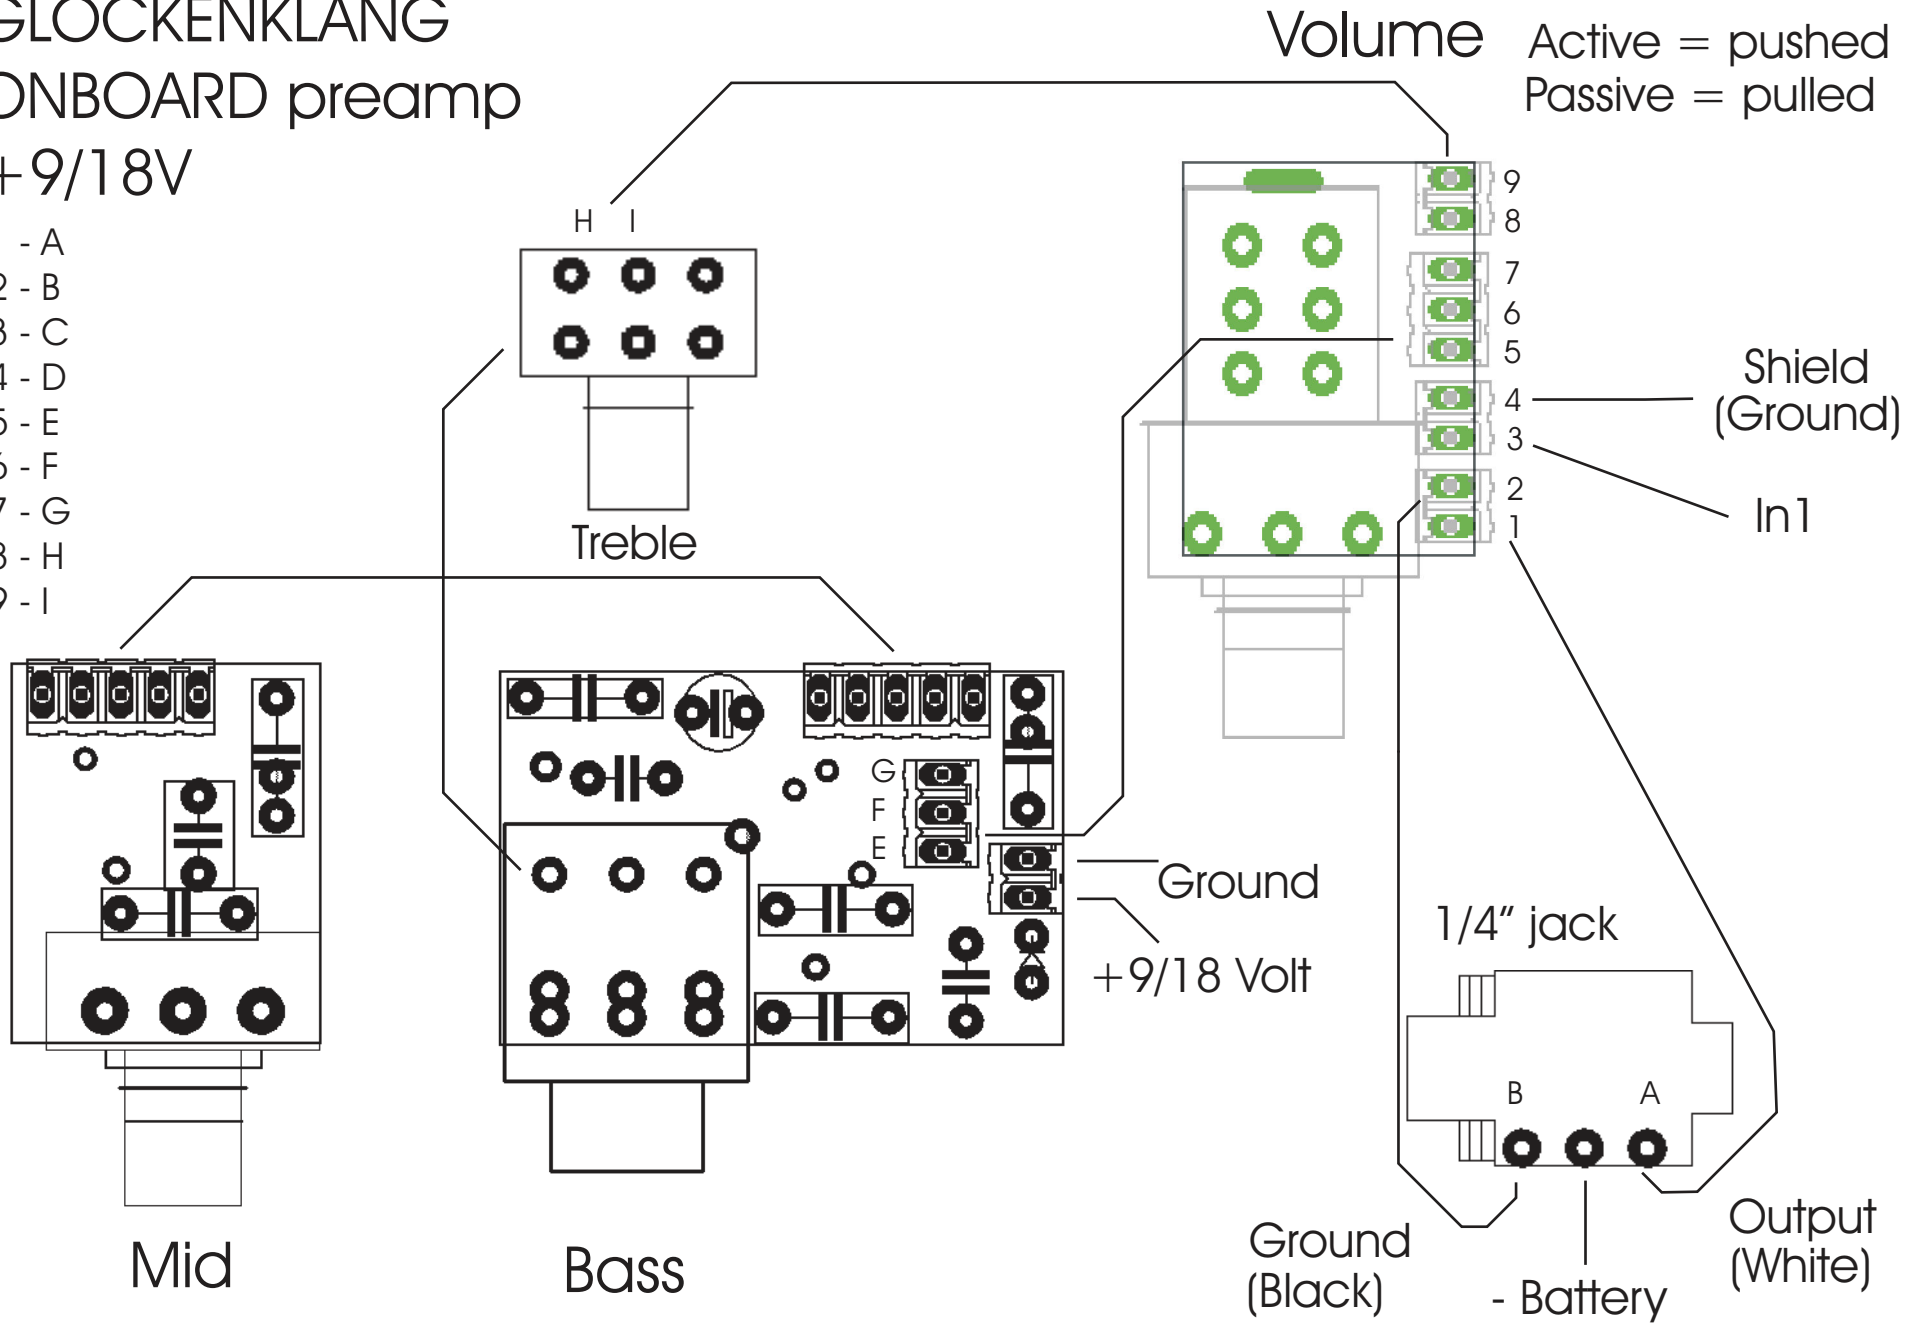 GLOCKENKLANG
ONBOARD preamp
+9/18V
- A
2 - B
3 - C
4 - D
5 - E
6 - F
7 - G
8 - H
9 - I
Volume
Active = pushed
Passive = pulled
H I
Treble
9
8
7
6
5
4
3
2
1
Shield
(Ground)
In1
G
F
E
Ground
+9/18 Volt
1/4" jack
B A
Ground
(Black)
- Battery
Output
(White)
Mid
Bass